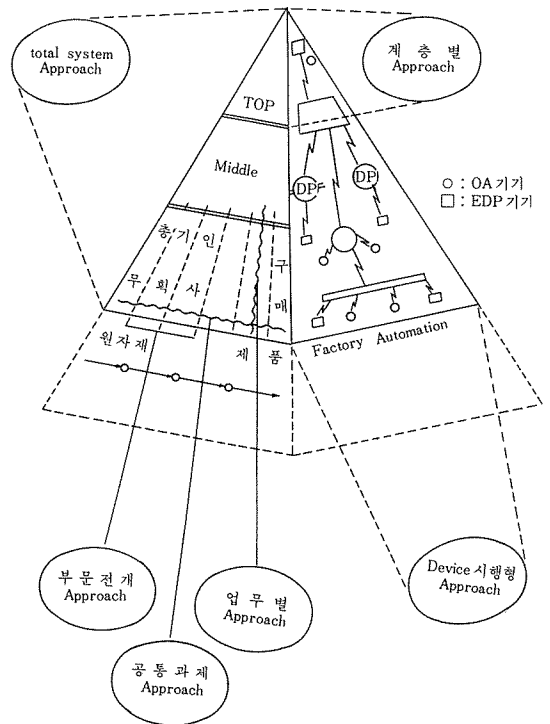 total system
Approach
계 층 별
Approach
TOP
Middle
DP
DP
○ : OA 기기
□ : EDP 기기
총 기 인
무 획 사
구
매
원자재
제 품
Factory Automation
부문전개
Approach
업 무 별
Approach
Device 시행형
Approach
공통과제
Approach